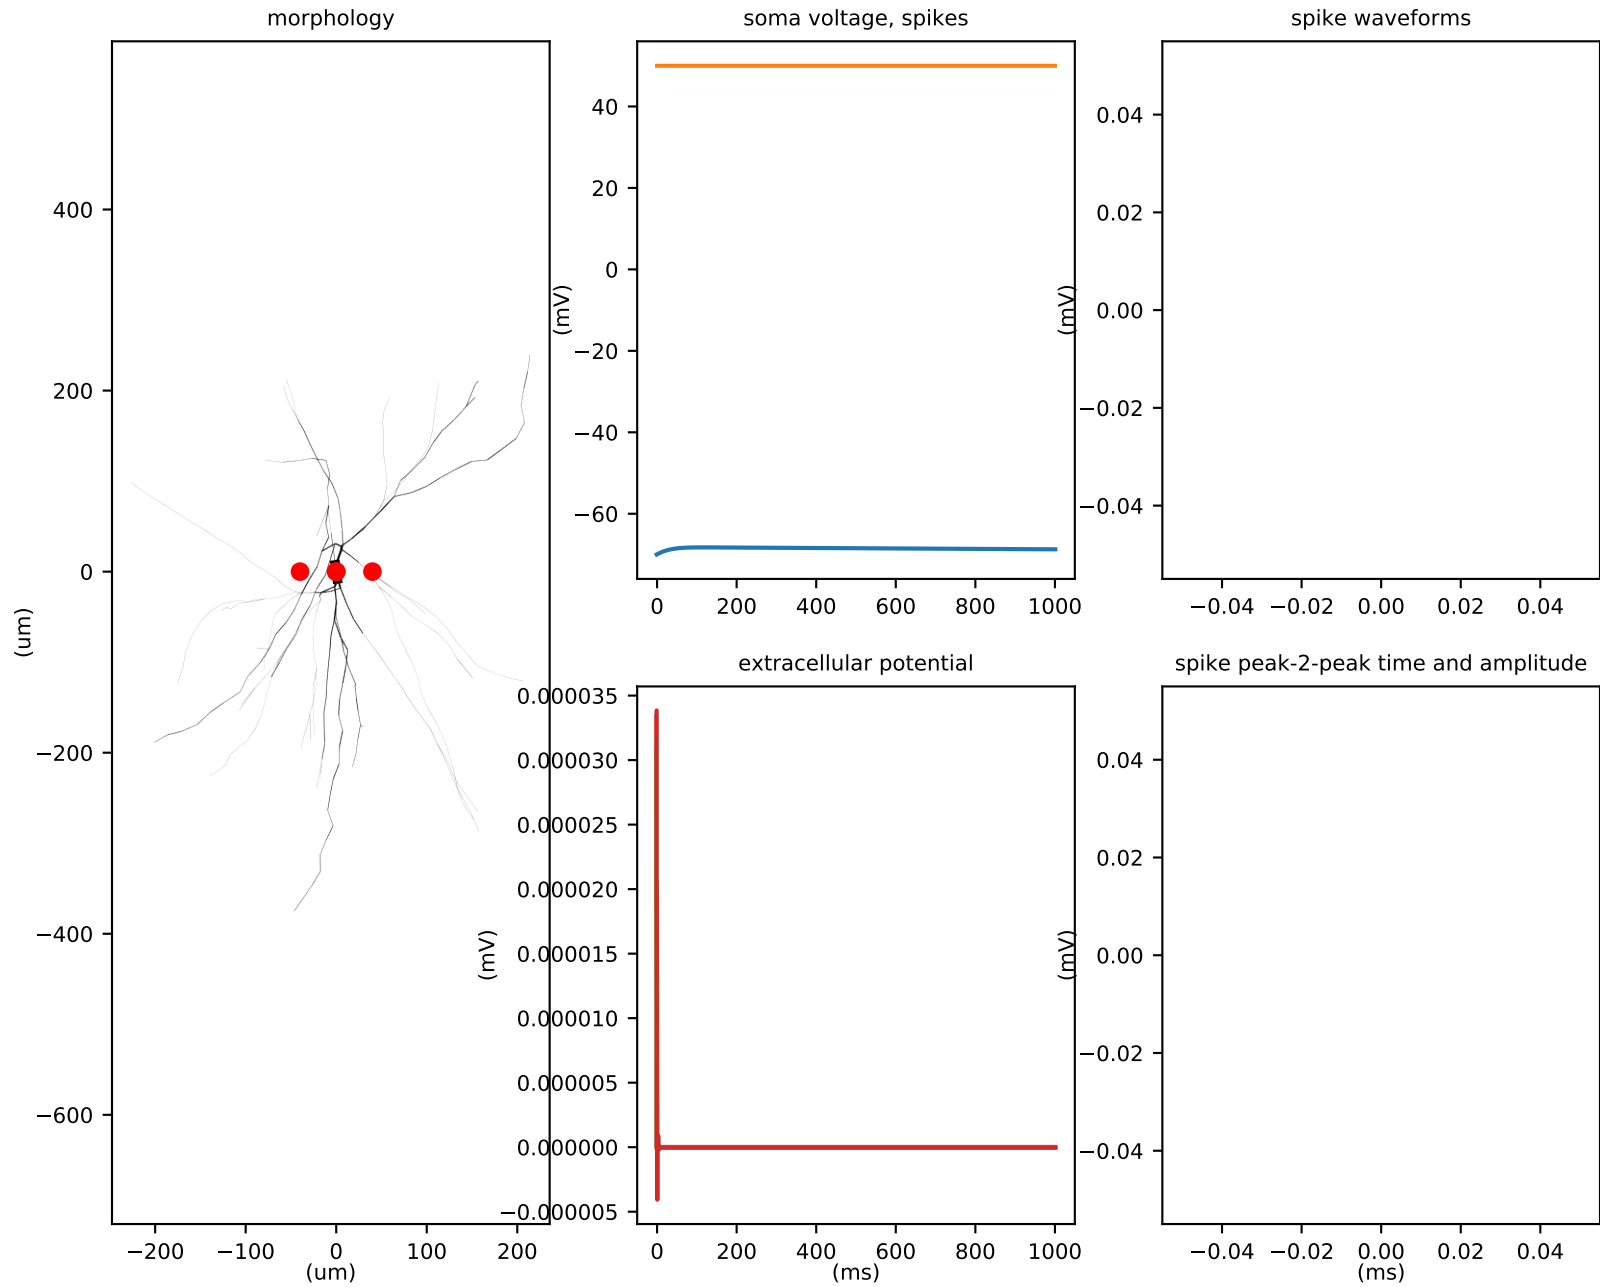 morphology
400
200
0
−200
−400
−600
(um)
−200 −100 0 100 200
(um)
soma voltage, spikes
40
20
0
−20
−40
−60
(mV)
0 200 400 600 800 1000
spike waveforms
0.04
0.02
0.00
−0.02
−0.04
(mV)
−0.04 −0.02 0.00 0.02 0.04
extracellular potential
0.000035
0.000030
0.000025
0.000020
0.000015
0.000010
0.000005
0.000000
−0.000005
(mV)
0 200 400 600 800 1000
(ms)
spike peak-2-peak time and amplitude
0.04
0.02
0.00
−0.02
−0.04
(mV)
−0.04 −0.02 0.00 0.02 0.04
(ms)